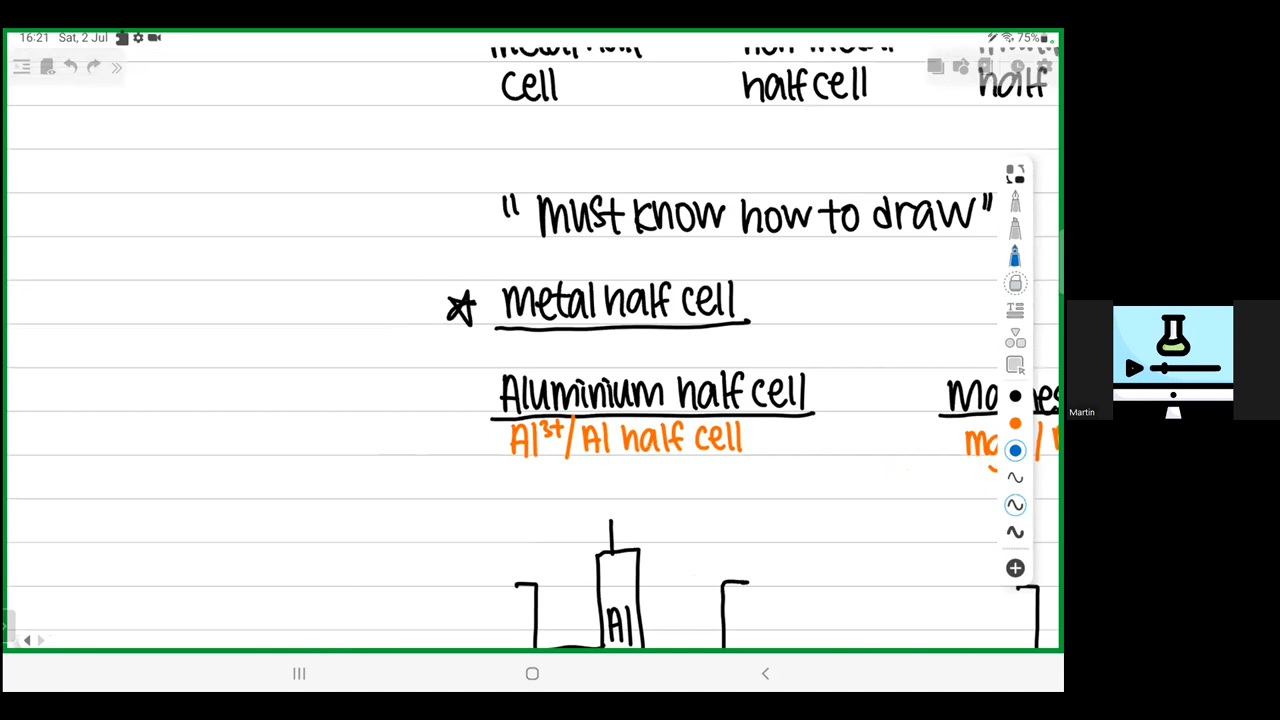 16:21 Sat, 2 Jul
75%
cell
half cell
half
" must know how to draw "
metal half cell
Aluminium half cell
Al³⁺/Al half cell
Al
Martin